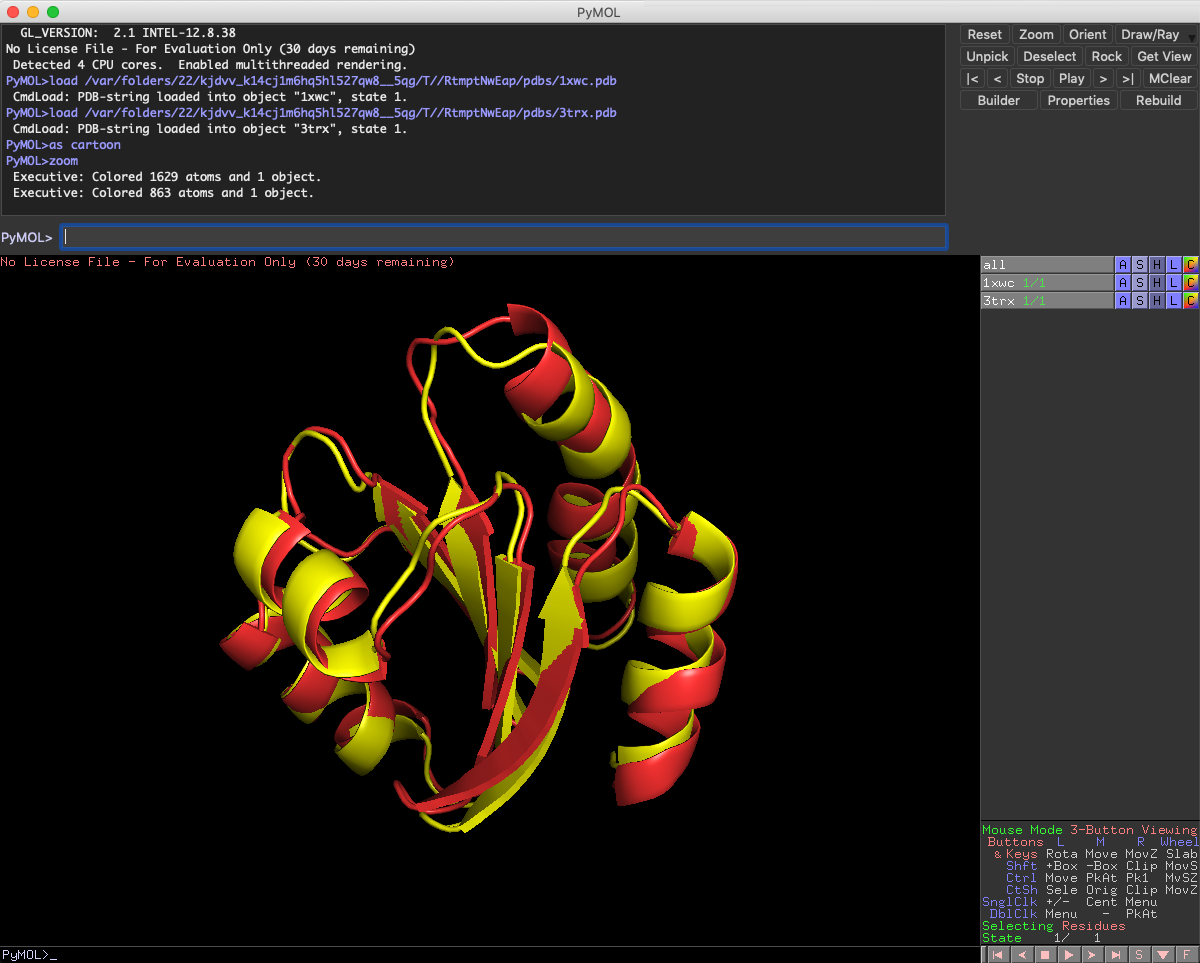 PyMOL
GL_VERSION:  2.1 INTEL-12.8.38
No License File - For Evaluation Only (30 days remaining)
Detected 4 CPU cores.  Enabled multithreaded rendering.
PyMOL>load /var/folders/22/kjdvv_k14cj1m6hq5hl527qw8__5qg/T//RtmptNwEap/pdbs/1xwc.pdb
CmdLoad: PDB-string loaded into object "1xwc", state 1.
PyMOL>load /var/folders/22/kjdvv_k14cj1m6hq5hl527qw8__5qg/T//RtmptNwEap/pdbs/3trx.pdb
CmdLoad: PDB-string loaded into object "3trx", state 1.
PyMOL>as cartoon
PyMOL>zoom
Executive: Colored 1629 atoms and 1 object.
Executive: Colored 863 atoms and 1 object.
Reset Zoom Orient Draw/Ray
Unpick Deselect Rock Get View
|< < Stop Play > >| MClear
Builder Properties Rebuild
PyMOL>
No License File - For Evaluation Only (30 days remaining)
all A S H L C
1xwc 1/1 A S H L C
3trx 1/1 A S H L C
Mouse Mode 3-Button Viewing
Buttons L M R Wheel
& Keys Rota Move MovZ Slab
Shft +Box -Box Clip MovS
Ctrl Move PkAt Pk1 MvSZ
CtSh Sele Orig Clip MovZ
SnglClk +/- Cent Menu
DblClk Menu - PkAt
Selecting Residues
State 1/ 1
PyMOL>_
S F